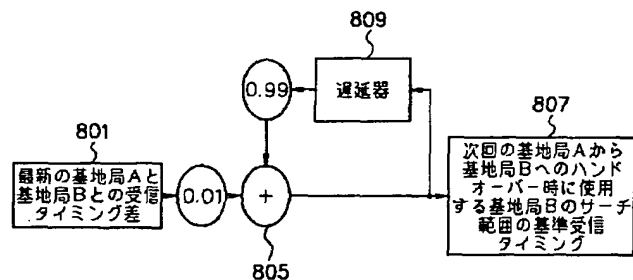 809
遅延器
0.99
801
最新の基地局Aと
基地局Bとの受信
タイミング差
0.01
+
805
807
次回の基地局Aから
基地局Bへのハンド
オーバー時に使用
する基地局Bのサーチ
範囲の基準受信
タイミング